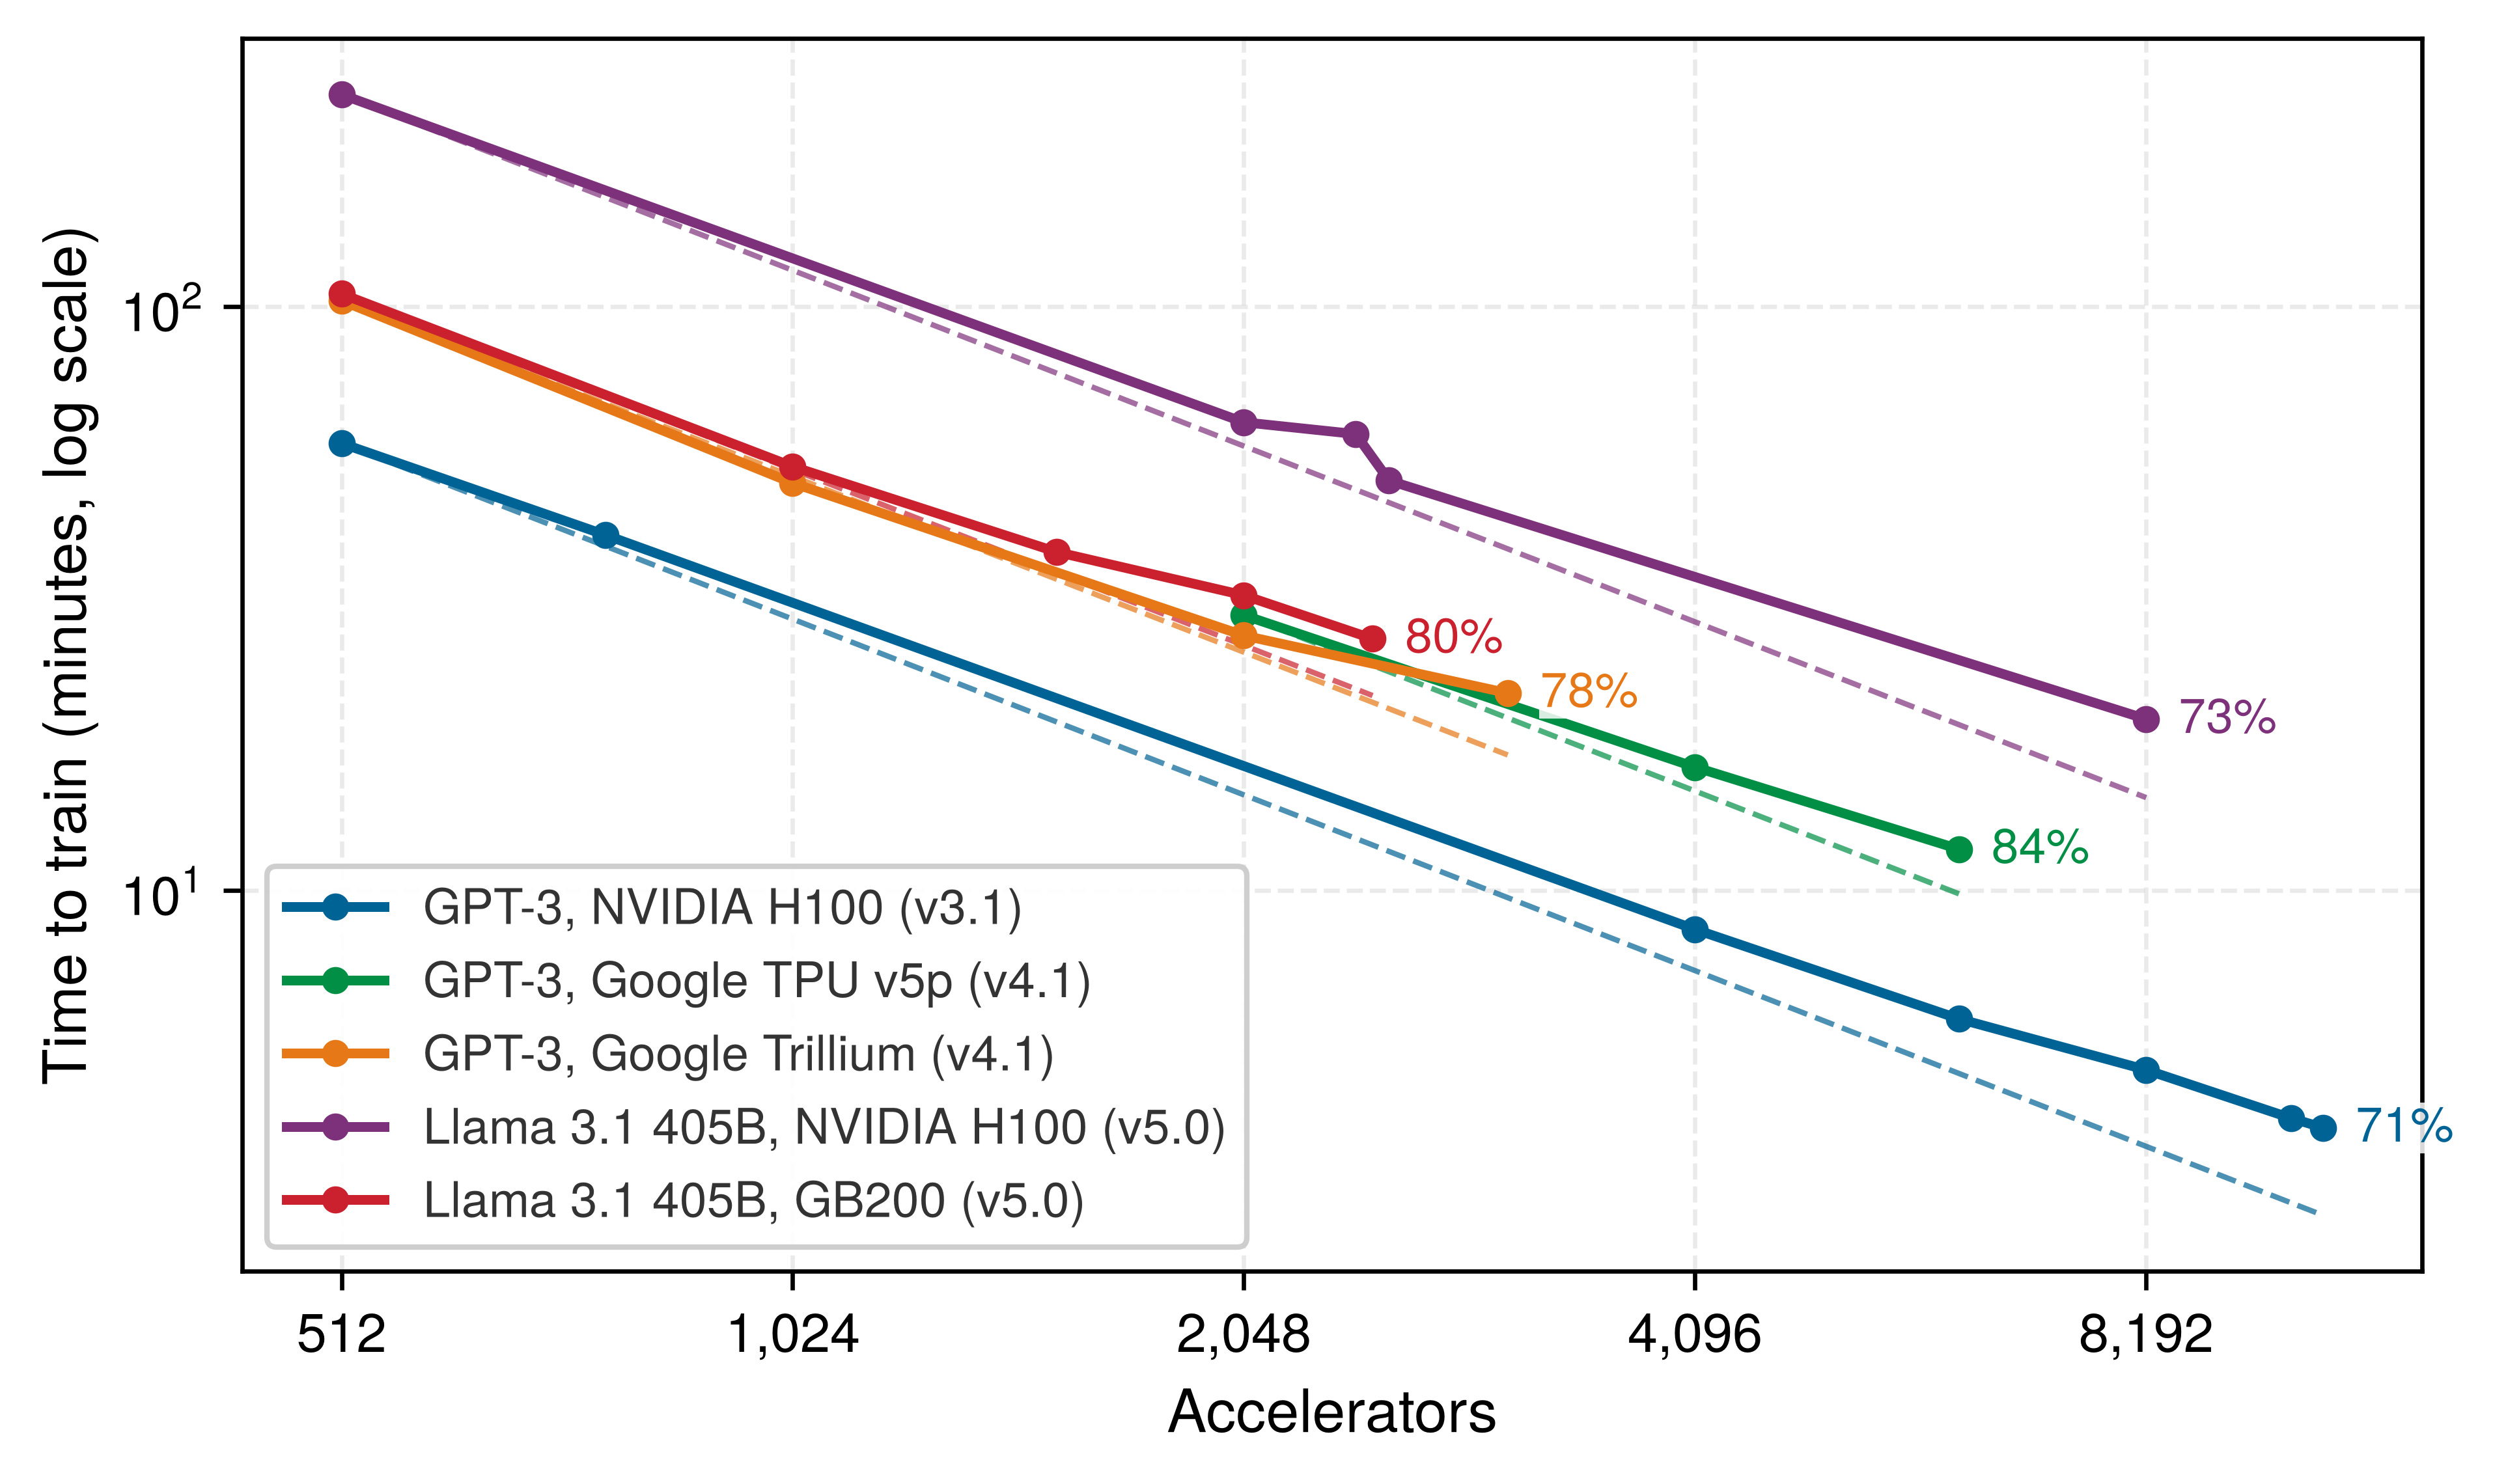 Time to train (minutes, log scale)
10²
10¹
80%
78%
73%
84%
71%
GPT-3, NVIDIA H100 (v3.1)
GPT-3, Google TPU v5p (v4.1)
GPT-3, Google Trillium (v4.1)
Llama 3.1 405B, NVIDIA H100 (v5.0)
Llama 3.1 405B, GB200 (v5.0)
512
1,024
2,048
4,096
8,192
Accelerators